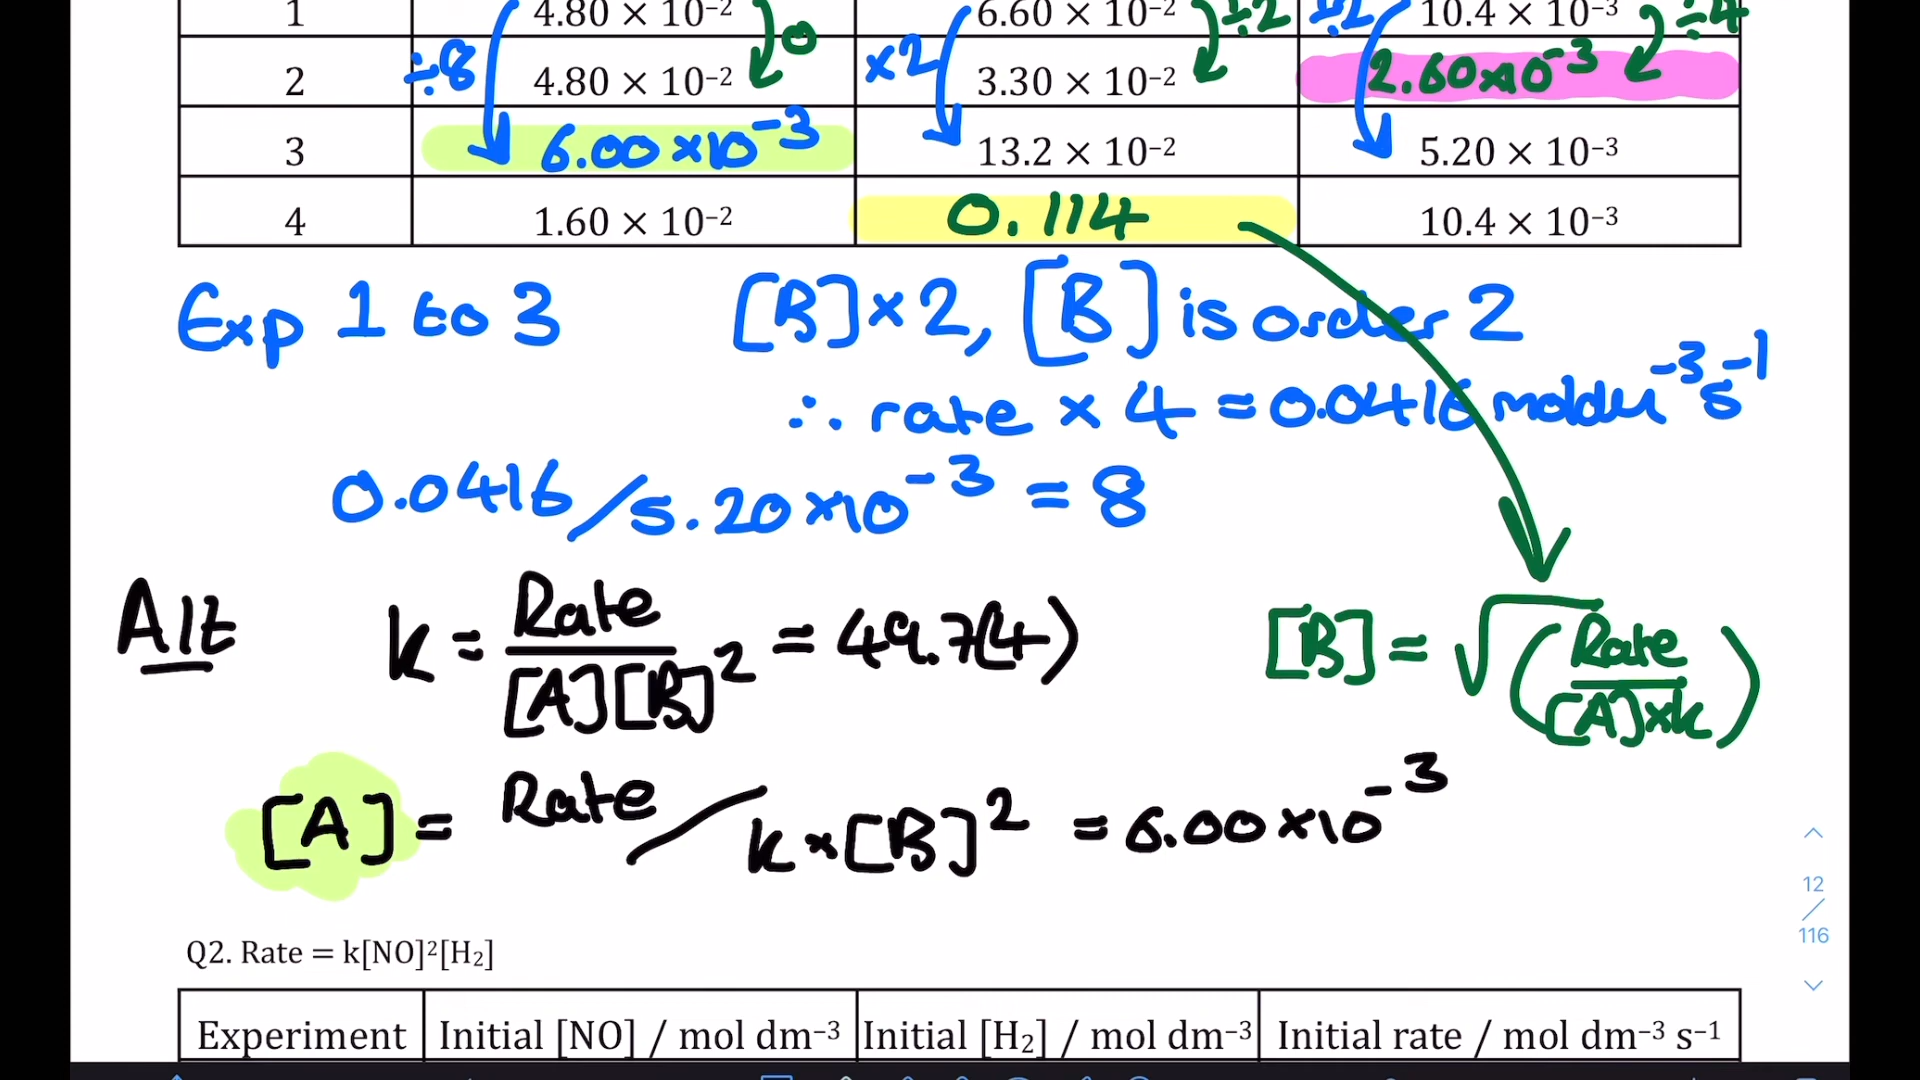 1 4.80 × 10⁻² 0 6.60 × 10⁻² ÷2 ÷2 10.4 × 10⁻³ ÷4
2 ÷8 4.80 × 10⁻² ×2 3.30 × 10⁻² 2.60×10⁻³
3 6.00×10⁻³ 13.2 × 10⁻² 5.20 × 10⁻³
4 1.60 × 10⁻² 0.114 10.4 × 10⁻³
Exp 1 to 3 [B]×2, [B] is order 2
∴ rate × 4 = 0.0416 moldm⁻³s⁻¹
0.0416/5.20×10⁻³ = 8
Alt k = Rate/[A][B]² = 49.7(4) [B] = √(Rate/[A]×k)
[A] = Rate/k×[B]² = 6.00×10⁻³
12
/
116
Q2. Rate = k[NO]²[H₂]
Experiment Initial [NO] / mol dm⁻³ Initial [H₂] / mol dm⁻³ Initial rate / mol dm⁻³ s⁻¹